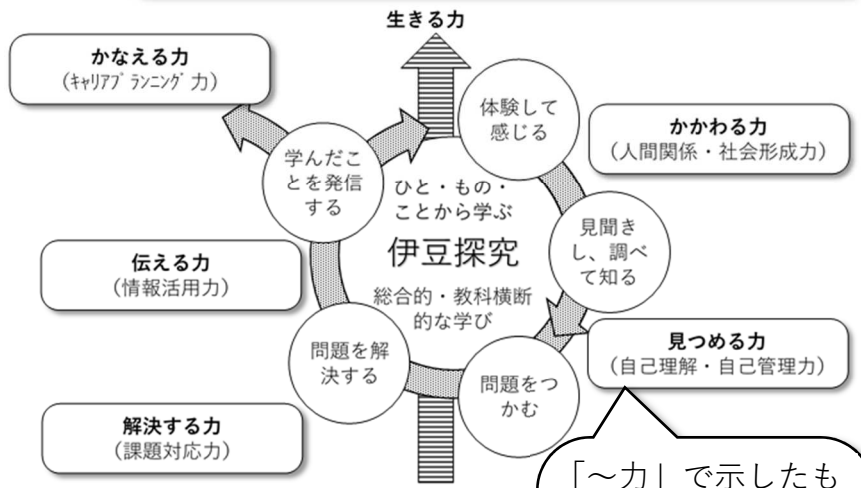 生きる力
かなえる力
(ｷｬﾘｱﾌﾟﾗﾝﾆﾝｸﾞ力)
体験して
感じる
かかわる力
(人間関係・社会形成力)
学んだこ
とを発信
する
ひと・もの・
ことから学ぶ
伊豆探究
総合的・教科横断
的な学び
見聞き
し、調べ
て知る
伝える力
(情報活用力)
見つめる力
(自己理解・自己管理力)
問題を解
決する
問題をつ
かむ
解決する力
(課題対応力)
「～力」で示したも